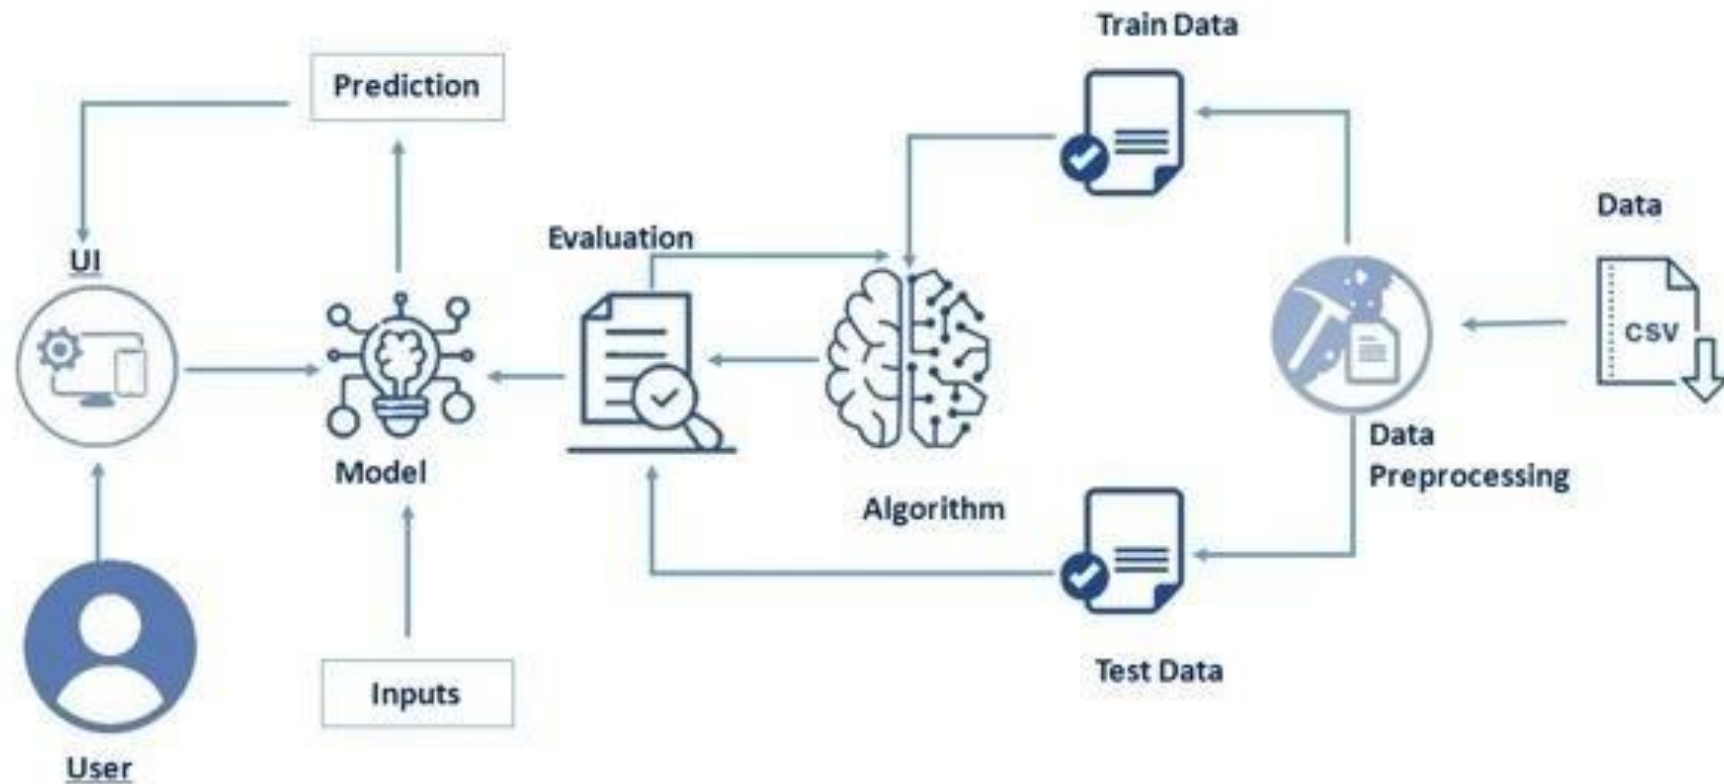 Train Data
Prediction
Data
Evaluation
UI
CSV
Data
Preprocessing
Model
Algorithm
Test Data
Inputs
User